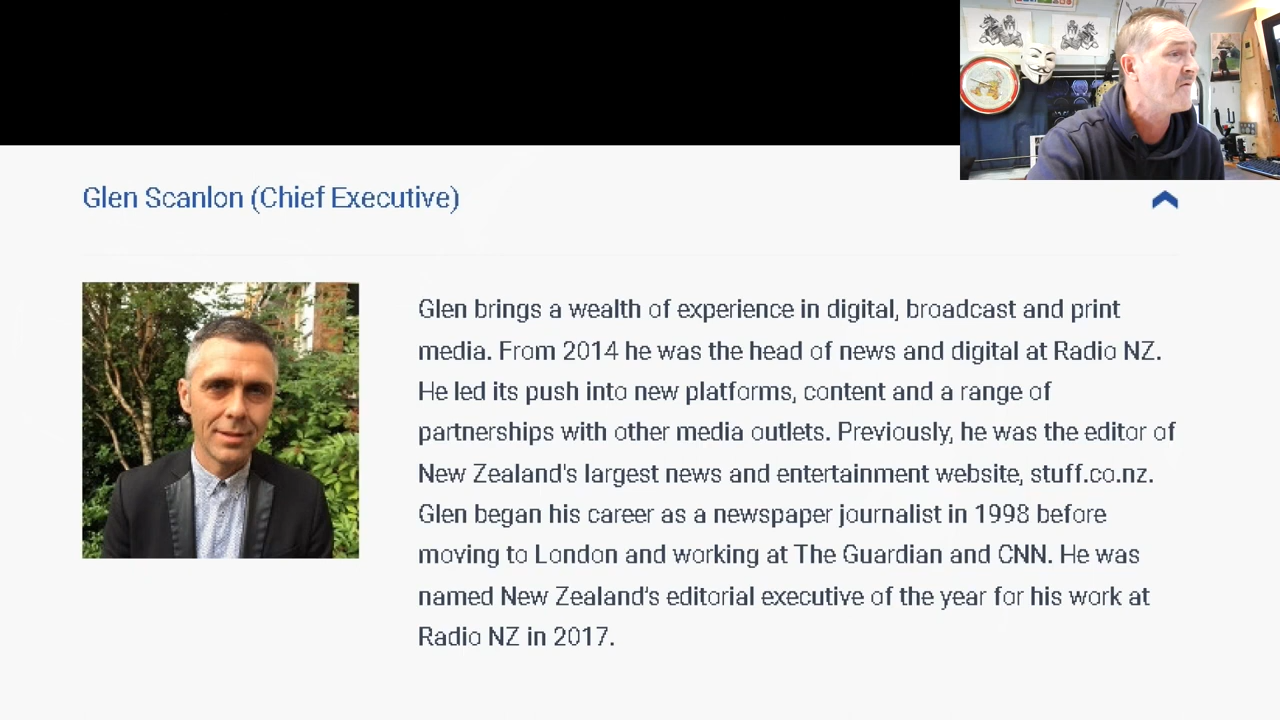 Glen Scanlon (Chief Executive)
Glen brings a wealth of experience in digital, broadcast and print
media. From 2014 he was the head of news and digital at Radio NZ.
He led its push into new platforms, content and a range of
partnerships with other media outlets. Previously, he was the editor of
New Zealand's largest news and entertainment website, stuff.co.nz.
Glen began his career as a newspaper journalist in 1998 before
moving to London and working at The Guardian and CNN. He was
named New Zealand's editorial executive of the year for his work at
Radio NZ in 2017.